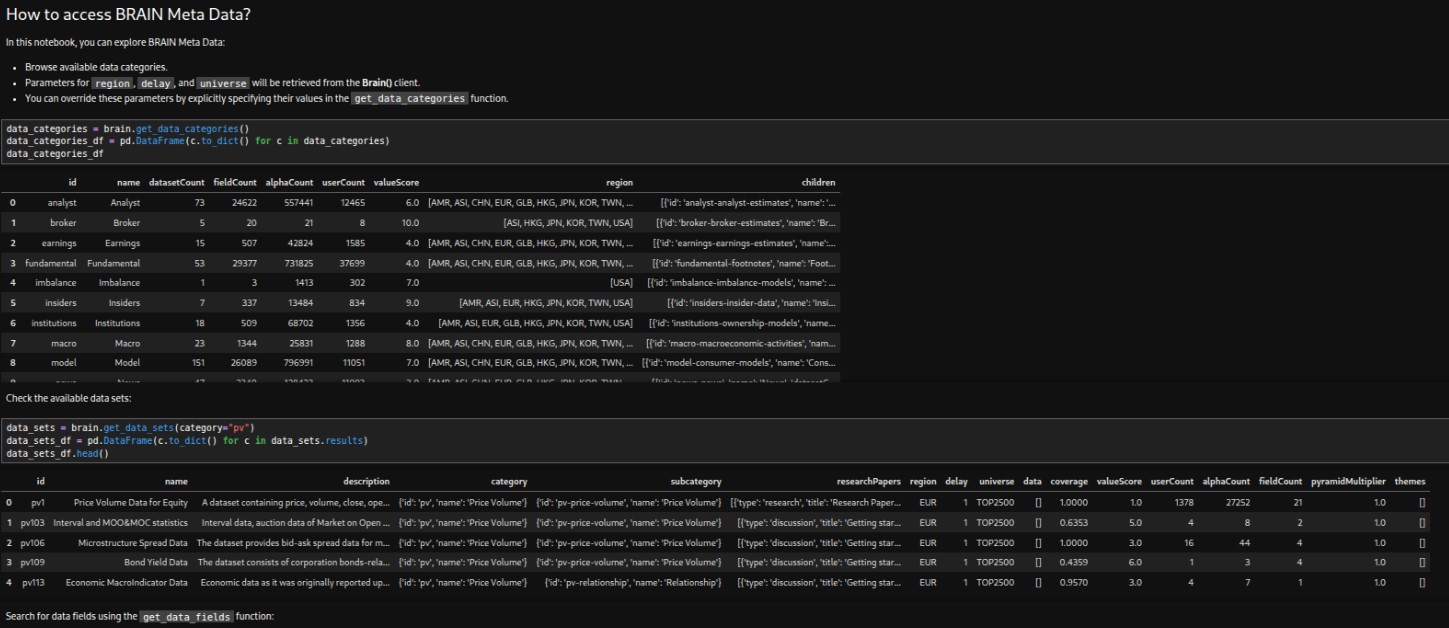 How to access BRAIN Meta Data?
In this notebook, you can explore BRAIN Meta Data:
• Browse available data categories.
• Parameters for region, delay, and universe will be retrieved from the Brain() client.
• You can override these parameters by explicitly specifying their values in the get_data_categories function.
data_categories = brain.get_data_categories()
data_categories_df = pd.DataFrame(c.to_dict() for c in data_categories)
data_categories_df
id name datasetCount fieldCount alphaCount userCount valueScore region children
0 analyst Analyst 73 24622 557441 12465 6.0 [AMR, ASI, CHN, EUR, GLB, HKG, JPN, KOR, TWN, ... [{'id': 'analyst-analyst-estimates', 'name': '...
1 broker Broker 5 20 21 8 10.0 [ASI, HKG, JPN, KOR, TWN, USA] [{'id': 'broker-broker-estimates', 'name': 'Br...
2 earnings Earnings 15 507 42824 1585 4.0 [AMR, ASI, CHN, EUR, GLB, HKG, JPN, KOR, TWN, ... [{'id': 'earnings-earnings-estimates', 'name':...
3 fundamental Fundamental 53 29377 731825 37699 4.0 [AMR, ASI, CHN, EUR, GLB, HKG, JPN, KOR, TWN, ... [{'id': 'fundamental-footnotes', 'name': 'Foot...
4 imbalance Imbalance 1 3 1413 302 7.0 [USA] [{'id': 'imbalance-imbalance-models', 'name': ...
5 insiders Insiders 7 337 13484 834 9.0 [AMR, ASI, EUR, HKG, JPN, KOR, TWN, USA] [{'id': 'insiders-insider-data', 'name': 'Insi...
6 institutions Institutions 18 509 68702 1356 4.0 [AMR, ASI, EUR, GLB, HKG, JPN, KOR, TWN, USA] [{'id': 'institutions-ownership-models', 'name...
7 macro Macro 23 1344 25831 1288 8.0 [AMR, ASI, CHN, EUR, GLB, HKG, JPN, KOR, TWN, ... [{'id': 'macro-macroeconomic-activities', 'nam...
8 model Model 151 26089 796991 11051 7.0 [AMR, ASI, CHN, EUR, GLB, HKG, JPN, KOR, TWN, ... [{'id': 'model-consumer-models', 'name': 'Cons...
Check the available data sets:
data_sets = brain.get_data_sets(category="pv")
data_sets_df = pd.DataFrame(c.to_dict() for c in data_sets.results)
data_sets_df.head()
id name description category subcategory researchPapers region delay universe data coverage valueScore userCount alphaCount fieldCount pyramidMultiplier themes
0 pv1 Price Volume Data for Equity A dataset containing price, volume, close, ope... {'id': 'pv', 'name': 'Price Volume'} {'id': 'pv-price-volume', 'name': 'Price Volume'} [{'type': 'research', 'title': 'Research Paper... EUR 1 TOP2500 [] 1.0000 1.0 1378 27252 21 1.0 []
1 pv103 Interval and MOO&MOC statistics Interval data, auction data of Market on Open ... {'id': 'pv', 'name': 'Price Volume'} {'id': 'pv-price-volume', 'name': 'Price Volume'} [{'type': 'discussion', 'title': 'Getting star... EUR 1 TOP2500 [] 0.6353 5.0 4 8 2 1.0 []
2 pv106 Microstructure Spread Data The dataset provides bid-ask spread data for m... {'id': 'pv', 'name': 'Price Volume'} {'id': 'pv-price-volume', 'name': 'Price Volume'} [{'type': 'discussion', 'title': 'Getting star... EUR 1 TOP2500 [] 1.0000 3.0 16 44 4 1.0 []
3 pv109 Bond Yield Data The dataset consists of corporation bonds-rela... {'id': 'pv', 'name': 'Price Volume'} {'id': 'pv-price-volume', 'name': 'Price Volume'} [{'type': 'discussion', 'title': 'Getting star... EUR 1 TOP2500 [] 0.4359 6.0 1 3 4 1.0 []
4 pv113 Economic MacroIndicator Data Economic data as it was originally reported up... {'id': 'pv', 'name': 'Price Volume'} {'id': 'pv-relationship', 'name': 'Relationship'} [{'type': 'discussion', 'title': 'Getting star... EUR 1 TOP2500 [] 0.9570 3.0 4 7 1 1.0 []
Search for data fields using the get_data_fields function: